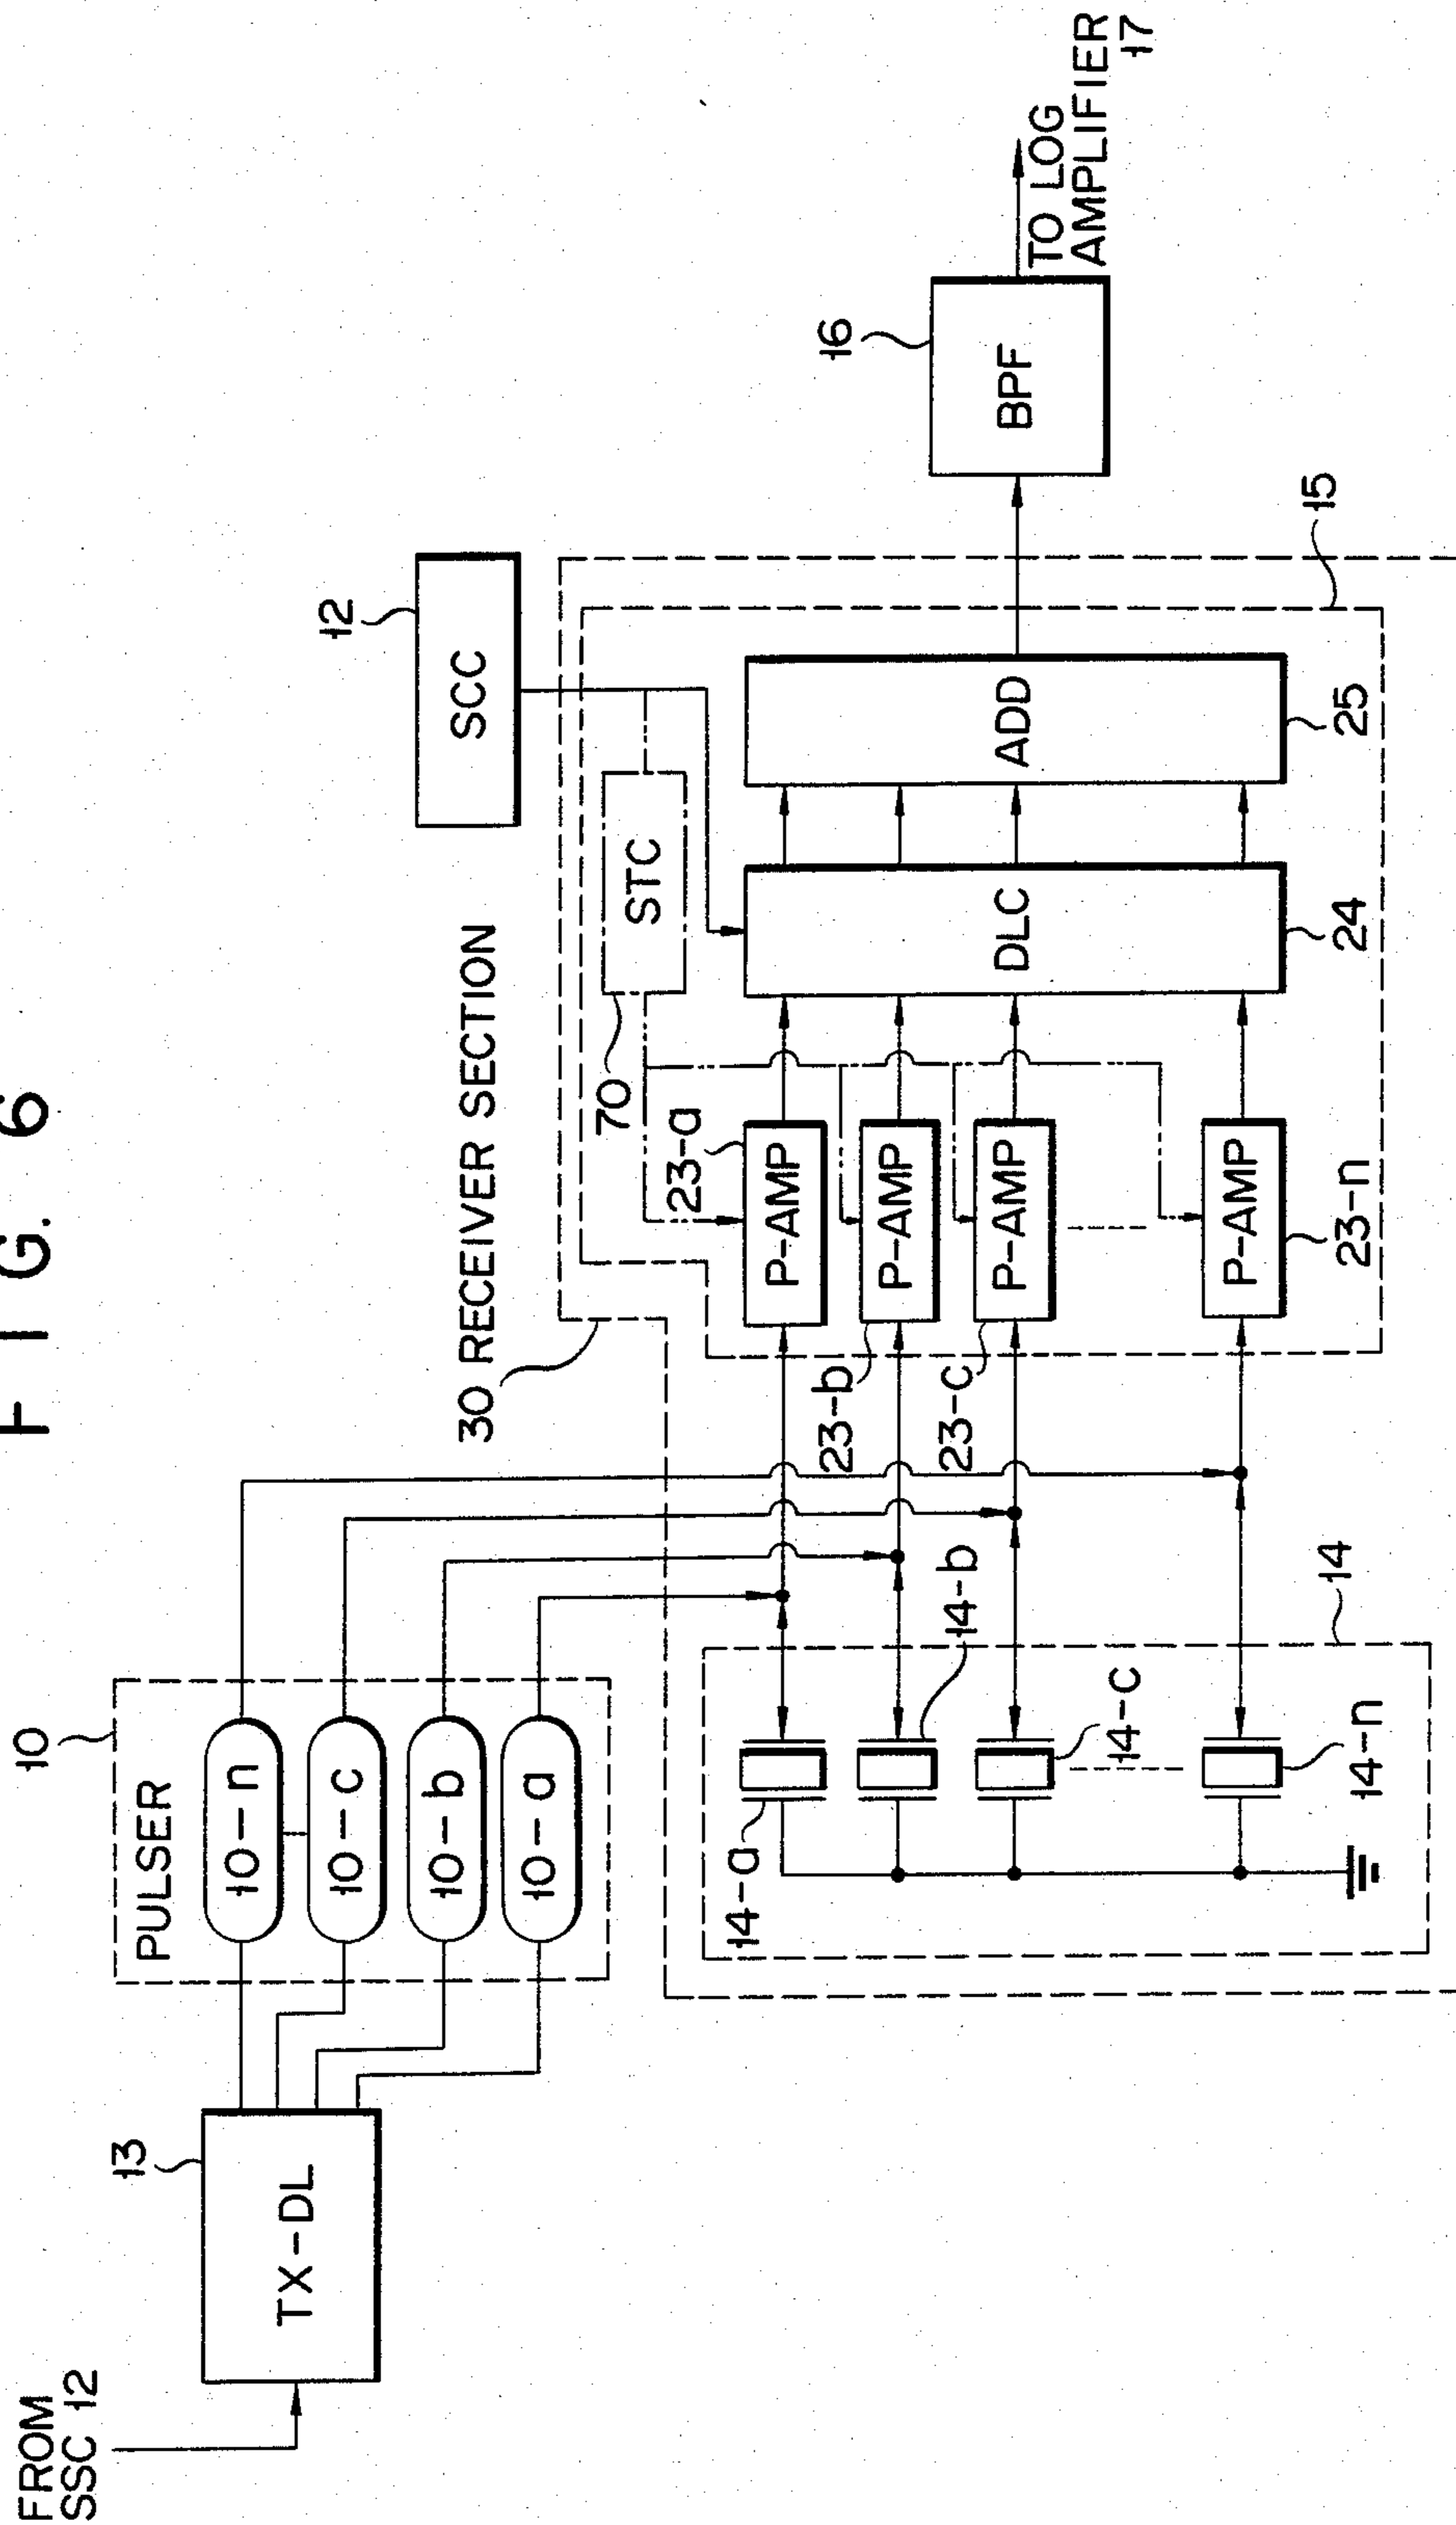 FIG. 6
FROM
SSC 12
13
TX-DL
10
PULSER
10-n
10-c
10-b
10-a
30 RECEIVER SECTION
12
SCC
70
STC
14-a
14-b
14-c
14-n
14
23-a
P-AMP
23-b
P-AMP
23-c
P-AMP
P-AMP
23-n
DLC
24
ADD
25
15
16
BPF
TO LOG
AMPLIFIER
17